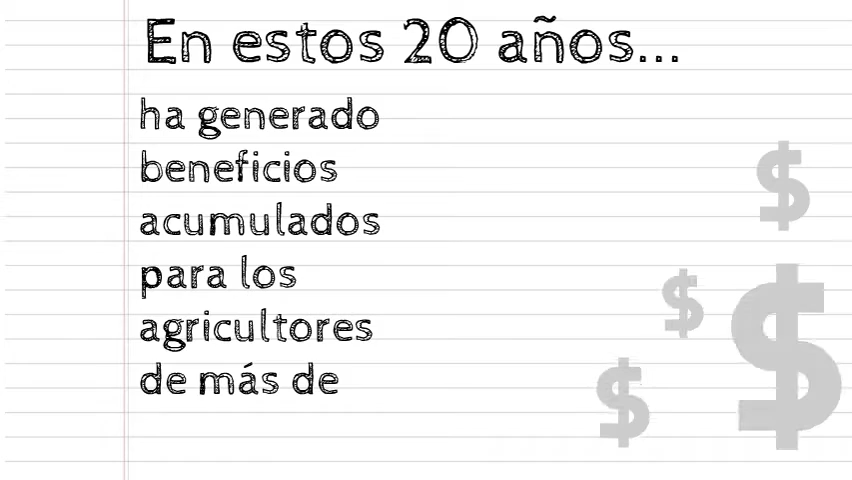 En estos 20 años...
ha generado
beneficios
acumulados
para los
agricultores
de más de
$
$
$
$